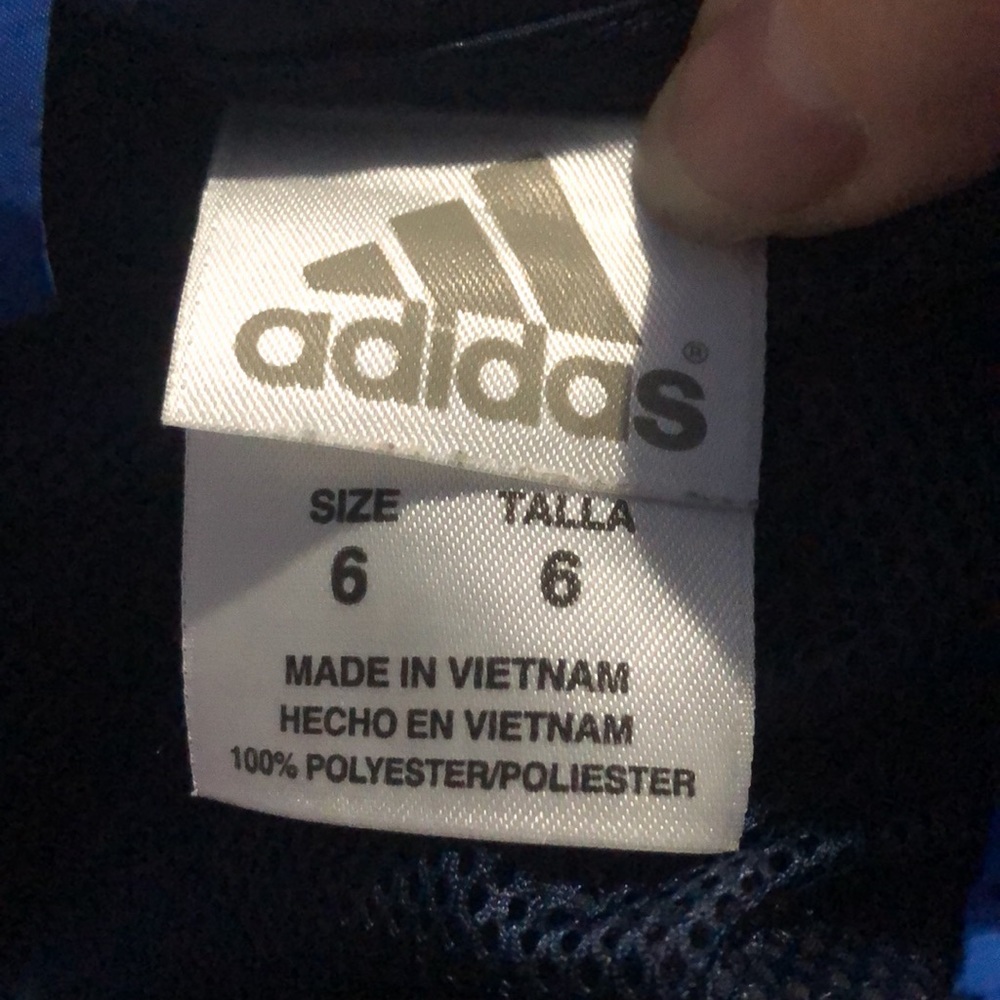 adidas®
SIZE TALLA
6 6
MADE IN VIETNAM
HECHO EN VIETNAM
100% POLYESTER/POLIESTER